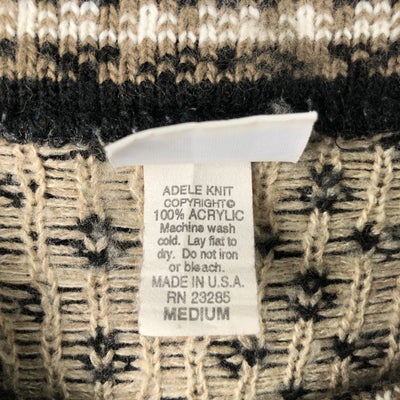 ADELE KNIT
COPYRIGHT©
100% ACRYLIC
Machine wash
cold. Lay flat to
dry. Do not iron
or bleach.
MADE IN U.S.A.
RN 23285
MEDIUM